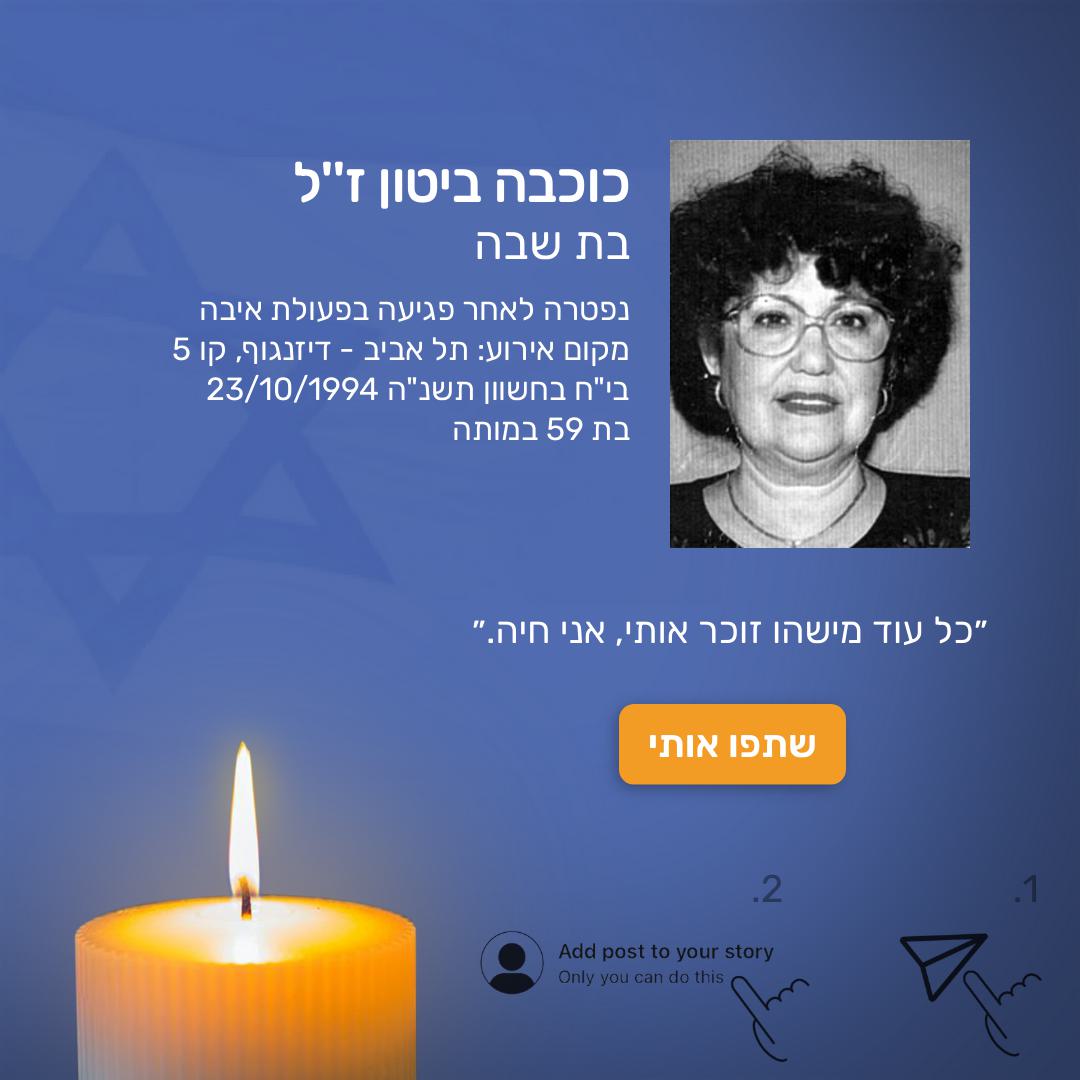 כוכבה ביטון ז"ל
בת שבה
נפטרה לאחר פגיעה בפעולת איבה
מקום אירוע: תל אביב - דיזנגוף, קו 5
בי"ח בחשוון תשנ"ה 23/10/1994
בת 59 במותה
״כל עוד מישהו זוכר אותי, אני חיה.״
שתפו אותי
.1
.2
Add post to your story
Only you can do this